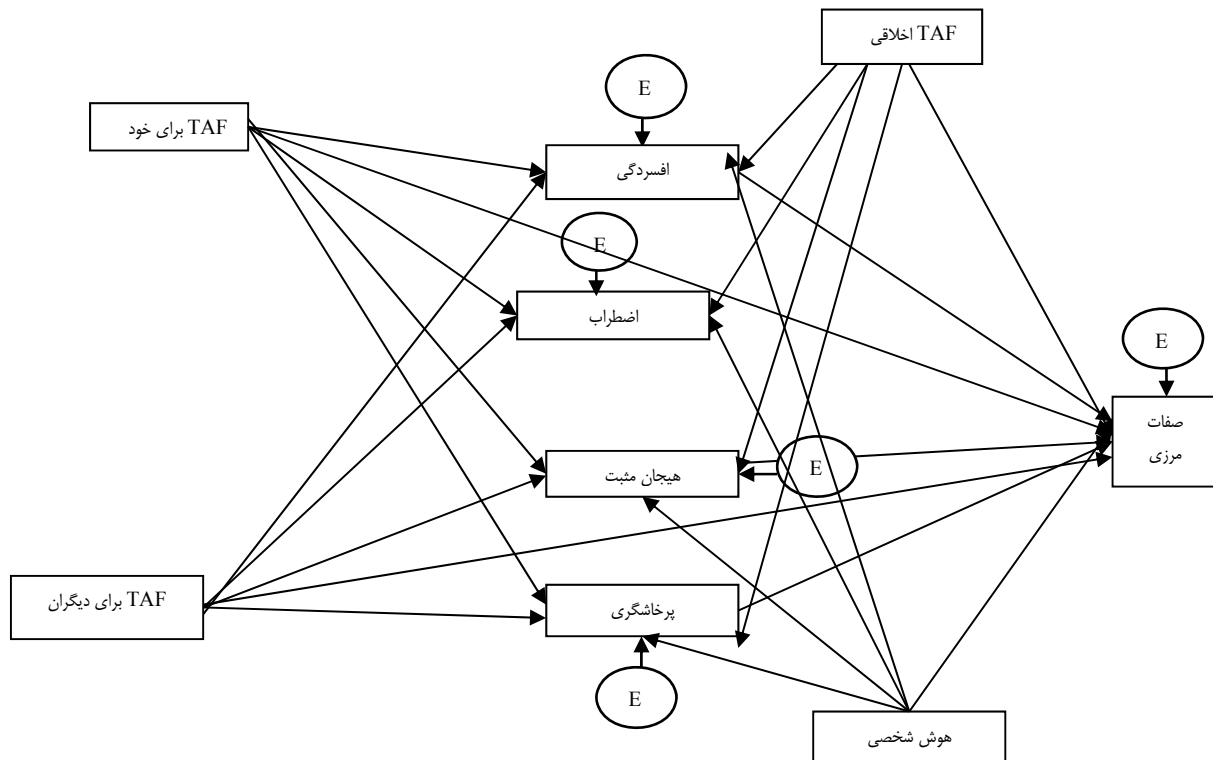 TAF اخلاقی
E
TAF برای خود
افسردگی
E
اضطراب
E
صفات
مرزی
هیجان مثبت
E
TAF برای دیگران
پرخاشگری
E
هوش شخصی